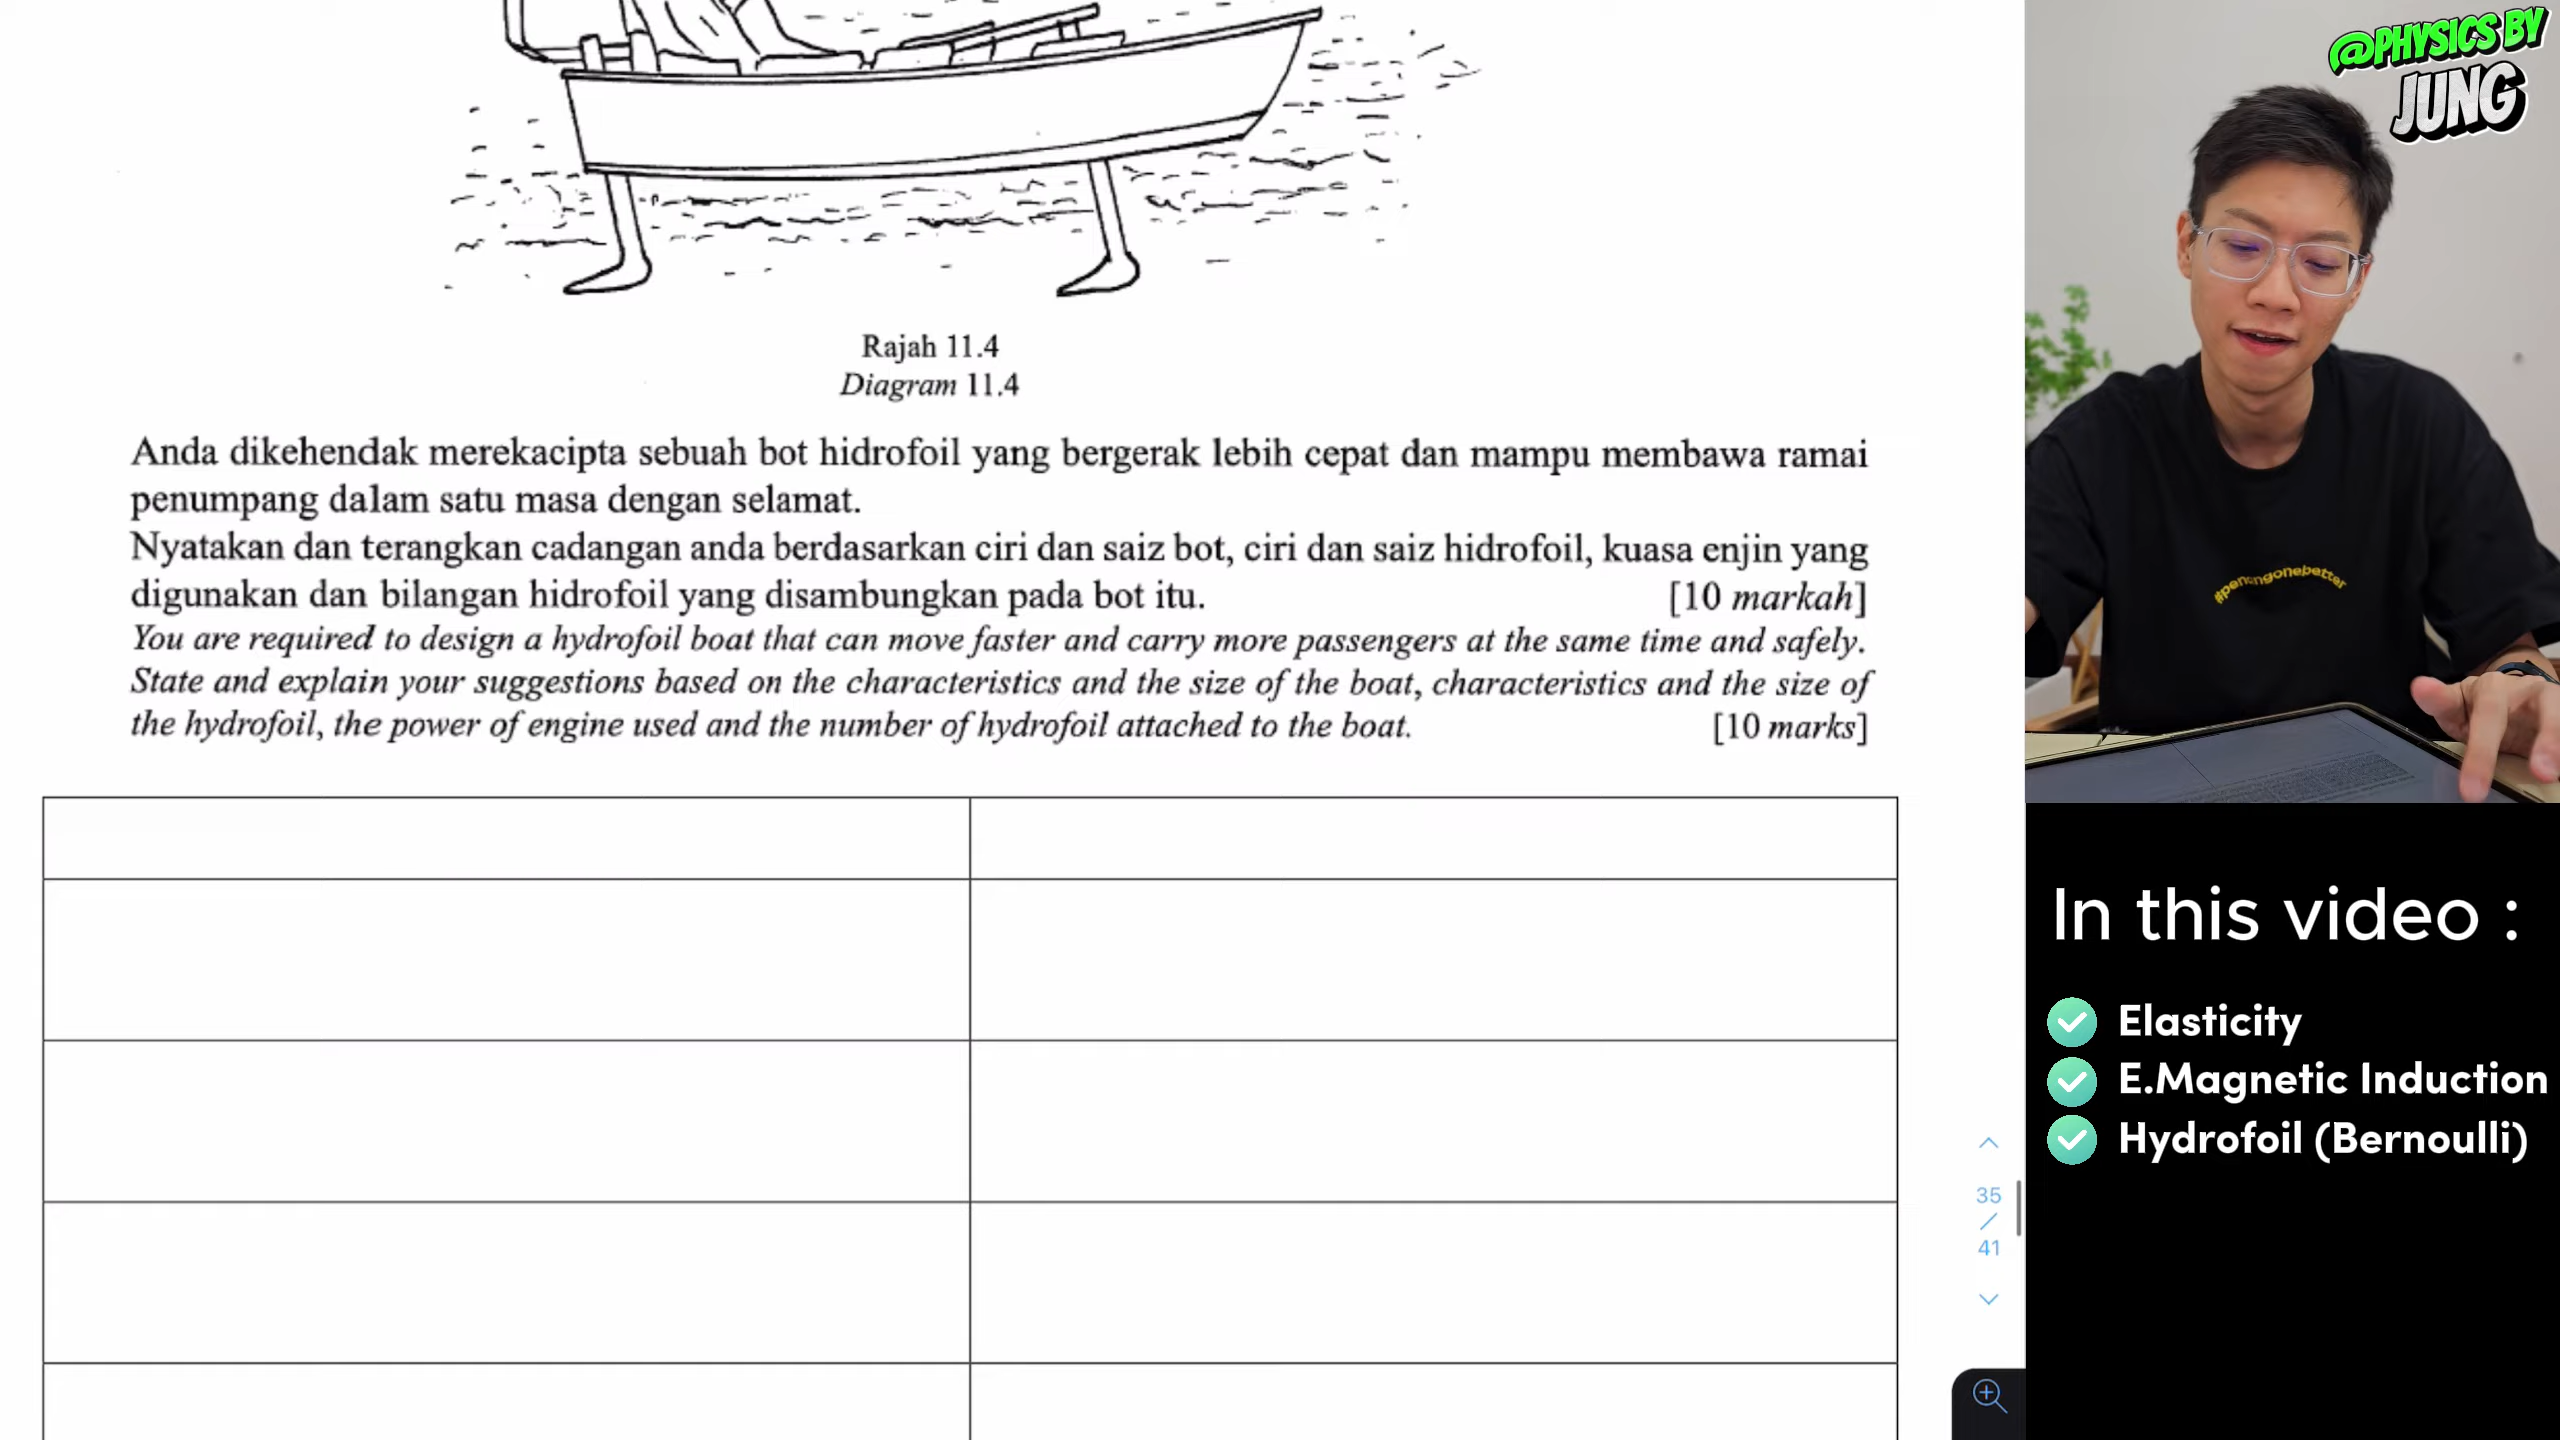 @PHYSICS BY
JUNG
Rajah 11.4
Diagram 11.4
Anda dikehendak merekacipta sebuah bot hidrofoil yang bergerak lebih cepat dan mampu membawa ramai
penumpang dalam satu masa dengan selamat.
Nyatakan dan terangkan cadangan anda berdasarkan ciri dan saiz bot, ciri dan saiz hidrofoil, kuasa enjin yang
digunakan dan bilangan hidrofoil yang disambungkan pada bot itu. [10 markah]
You are required to design a hydrofoil boat that can move faster and carry more passengers at the same time and safely.
State and explain your suggestions based on the characteristics and the size of the boat, characteristics and the size of
the hydrofoil, the power of engine used and the number of hydrofoil attached to the boat. [10 marks]
35
/
41
#penangonebetter
In this video :
Elasticity
E.Magnetic Induction
Hydrofoil (Bernoulli)